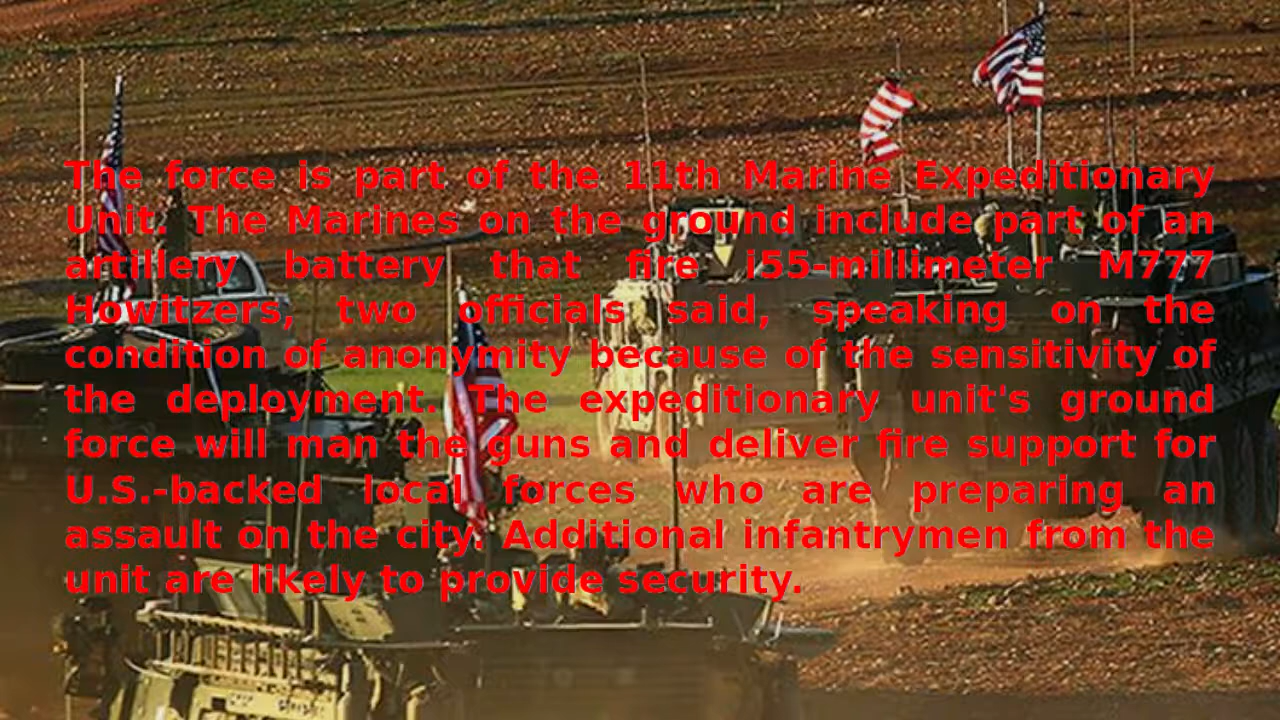 The force is part of the 11th Marine Expeditionary
Unit. The Marines on the ground include part of an
artillery battery that fire i55-millimeter M777
Howitzers, two officials said, speaking on the
condition of anonymity because of the sensitivity of
the deployment. The expeditionary unit's ground
force will man the guns and deliver fire support for
U.S.-backed local forces who are preparing an
assault on the city. Additional infantrymen from the
unit are likely to provide security.